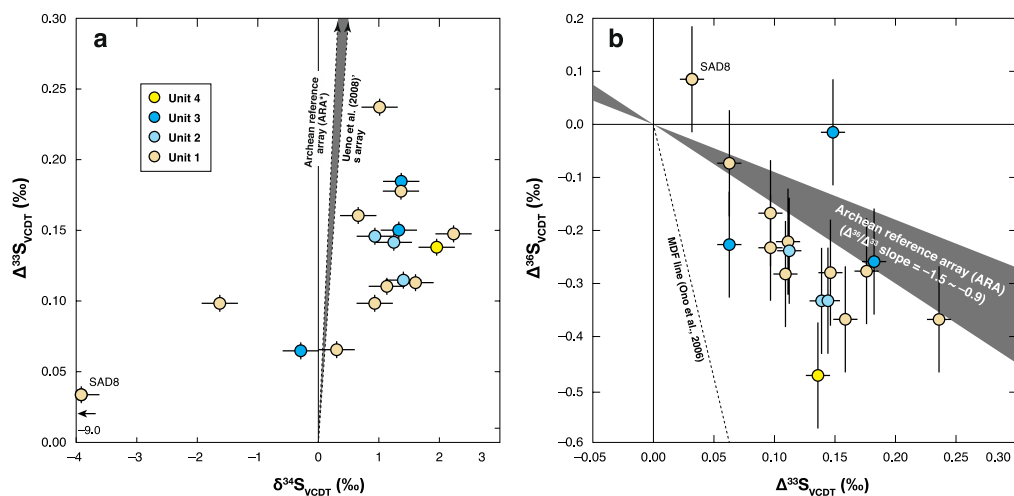 a
0.30
0.25
0.20
0.15
0.10
0.05
0.00
Δ³³S_VCDT (‰)
Unit 4
Unit 3
Unit 2
Unit 1
Archean reference
array (ARA*)
Ueno et al. (2008)'
s array
SAD8
–9.0
–4
–3
–2
–1
0
1
2
3
δ³⁴S_VCDT (‰)
b
0.2
0.1
0.0
–0.1
–0.2
–0.3
–0.4
–0.5
–0.6
Δ³⁶S_VCDT (‰)
SAD8
MDF line (Ono et al., 2006)
Archean reference array (ARA)
(Δ³⁶/Δ³³ slope = –1.5 ~ –0.9)
–0.05
0.00
0.05
0.10
0.15
0.20
0.25
0.30
Δ³³S_VCDT (‰)